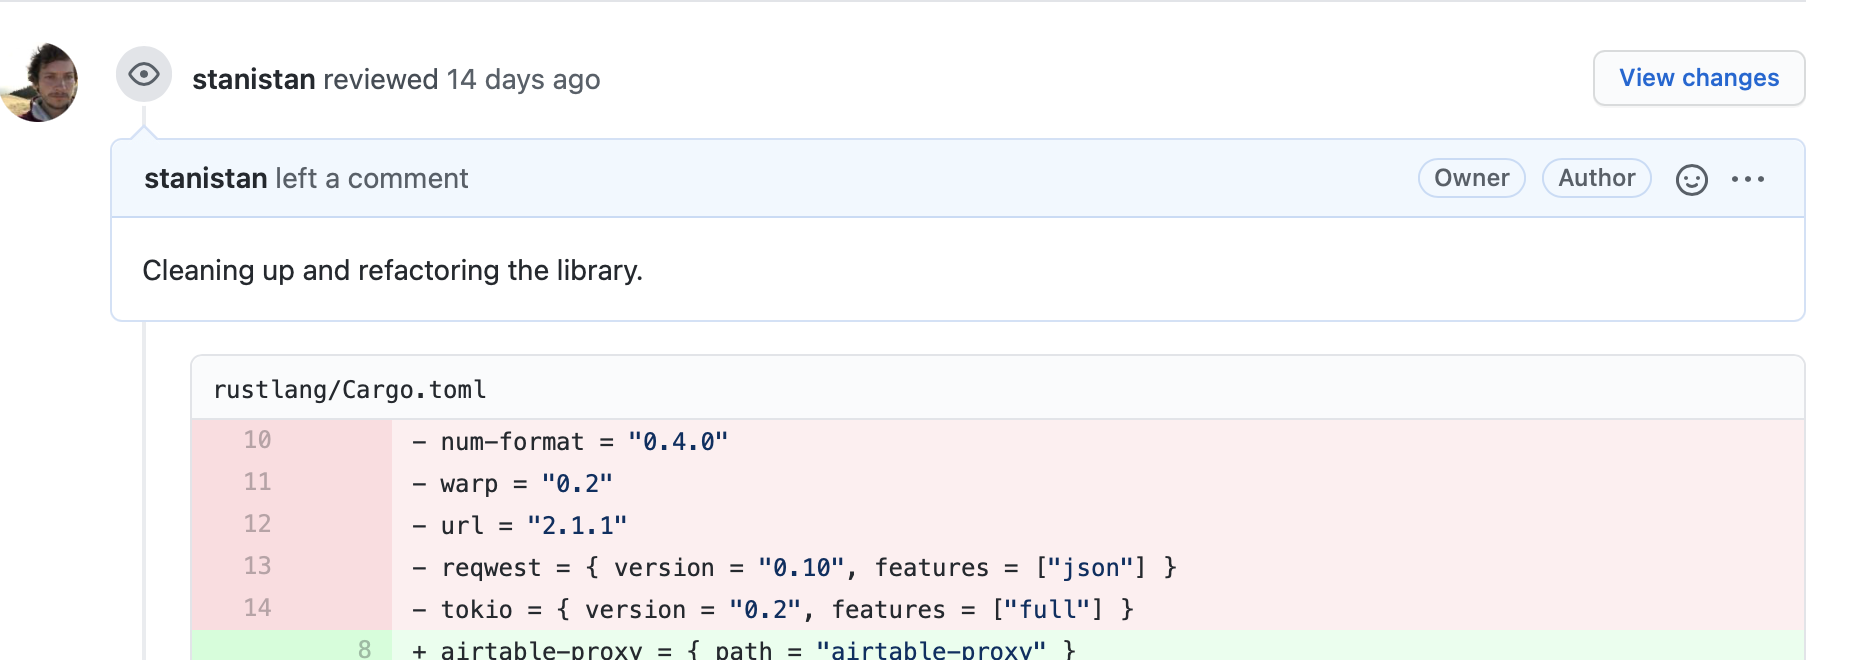 stanistan reviewed 14 days ago
View changes
stanistan left a comment
Owner
Author
Cleaning up and refactoring the library.
rustlang/Cargo.toml
10 - num-format = "0.4.0"
11 - warp = "0.2"
12 - url = "2.1.1"
13 - reqwest = { version = "0.10", features = ["json"] }
14 - tokio = { version = "0.2", features = ["full"] }
8 + airtable-proxy = { path = "airtable-proxy" }